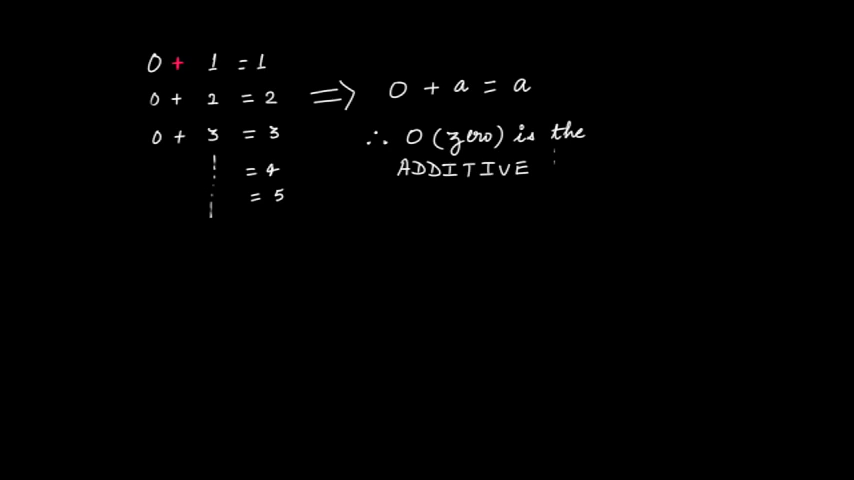 0 + 1 = 1
0 + 2 = 2
0 + 3 = 3
= 4
= 5
⇒ 0 + a = a
∴ 0 (zero) is the
ADDITIVE